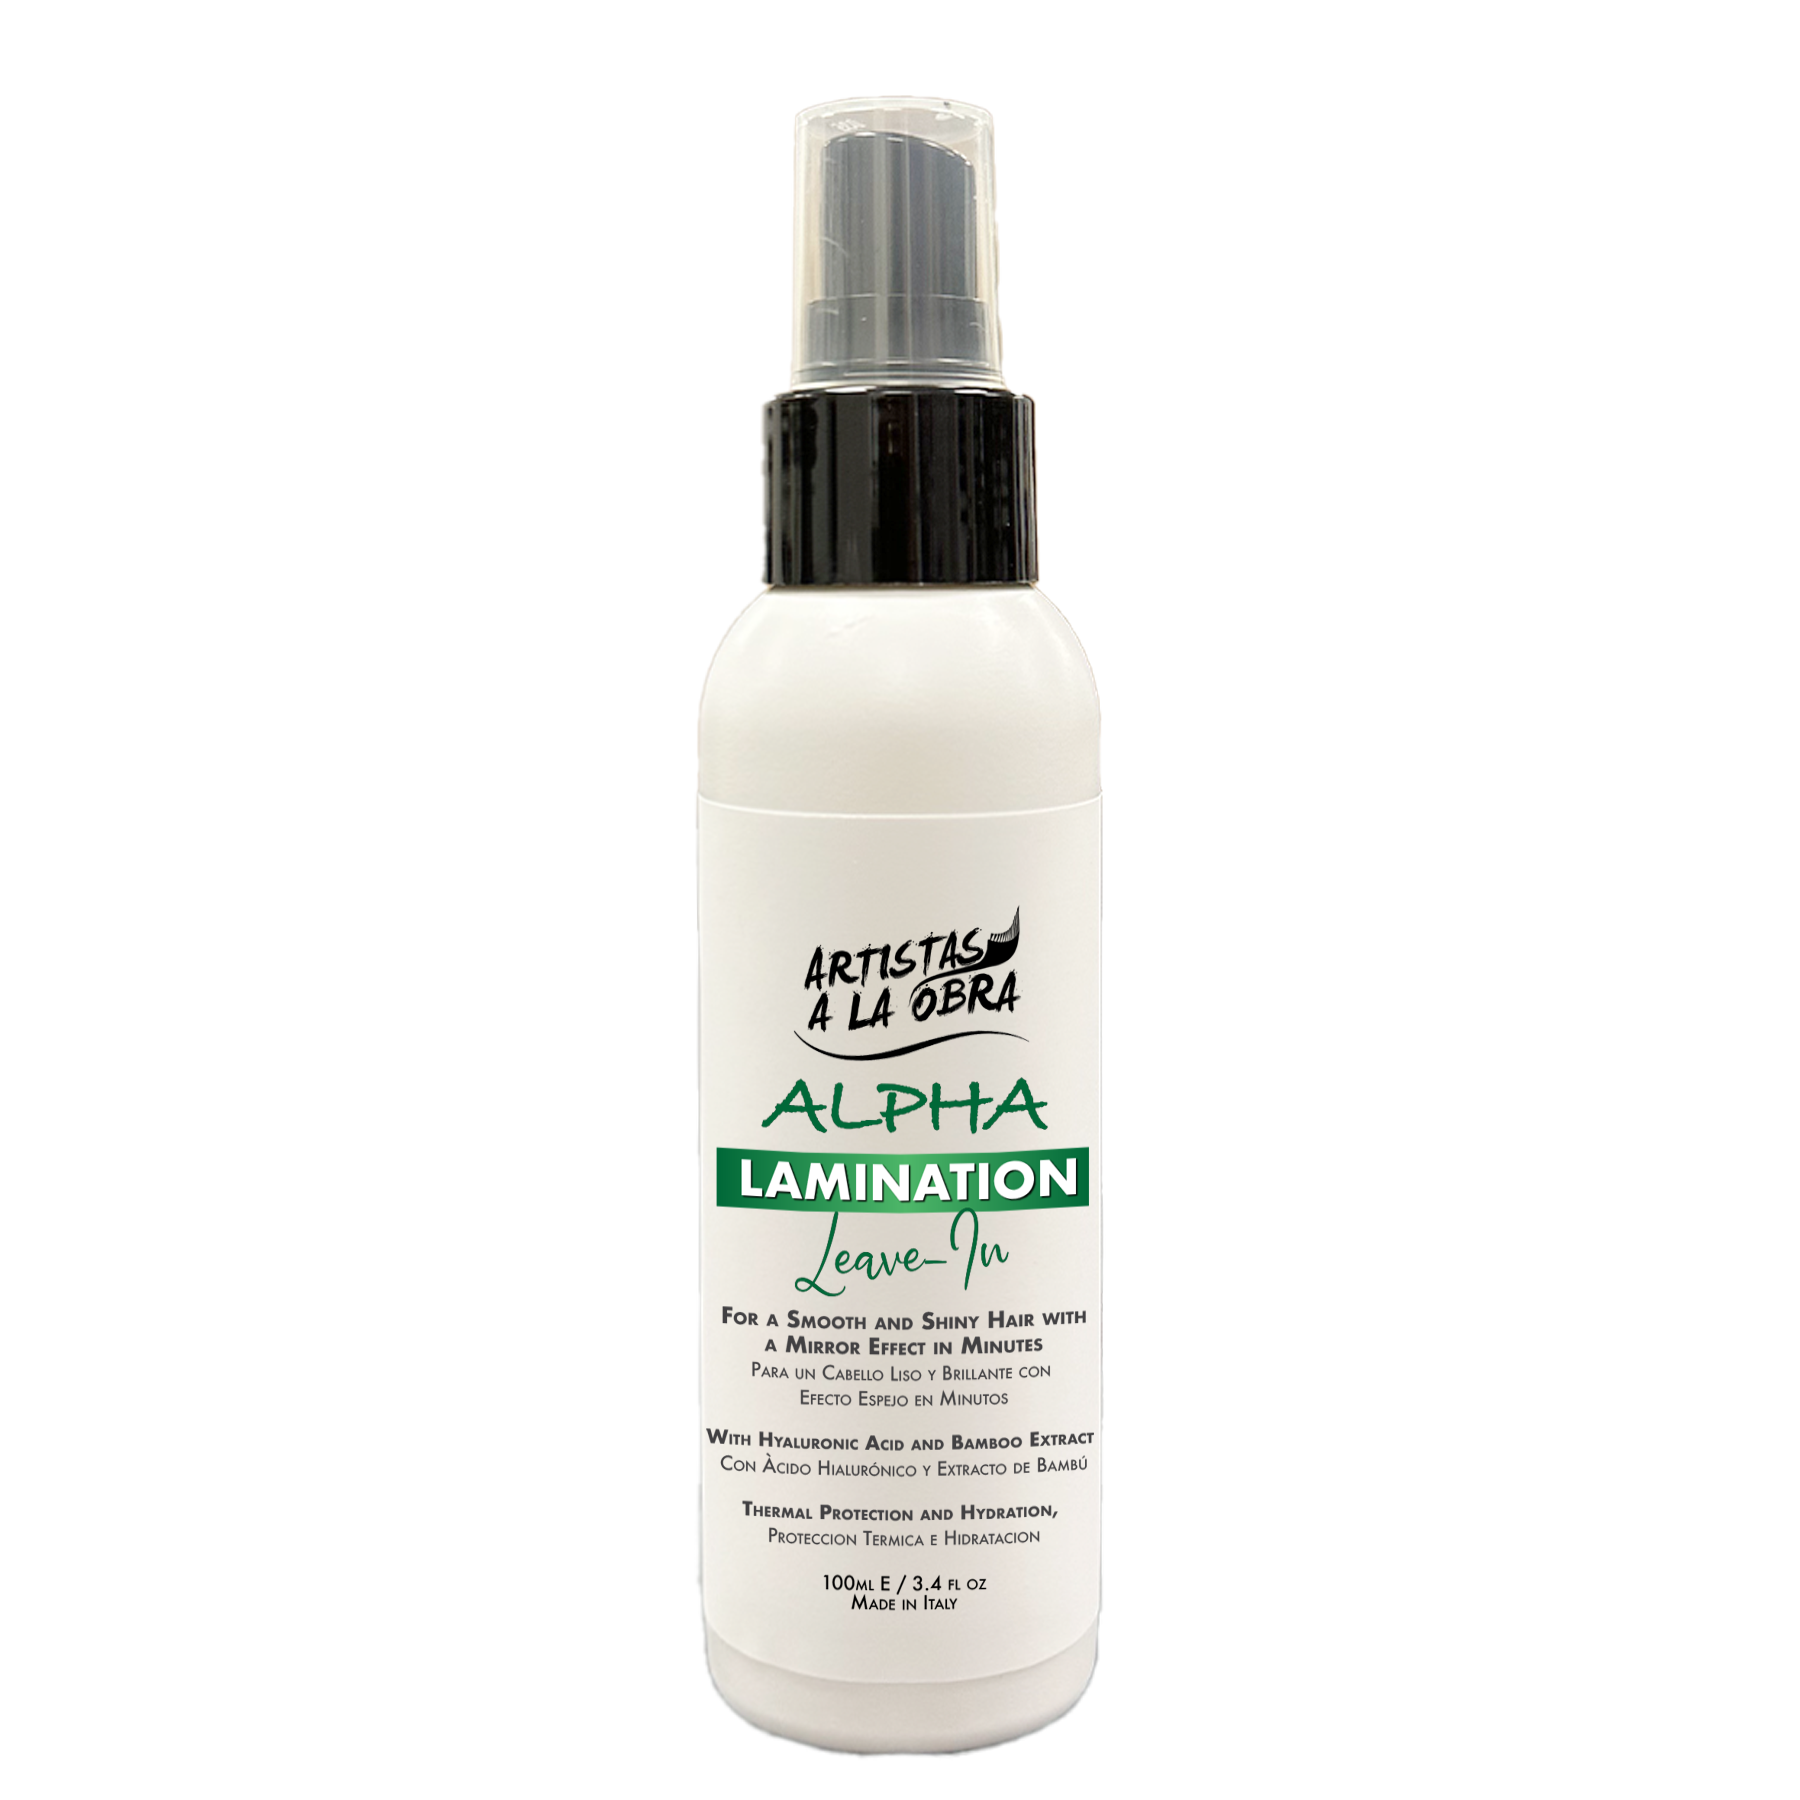 ARTISTAS
A LA OBRA
ALPHA
LAMINATION
Leave-In
FOR A SMOOTH AND SHINY HAIR WITH
A MIRROR EFFECT IN MINUTES
PARA UN CABELLO LISO Y BRILLANTE CON
EFECTO ESPEJO EN MINUTOS
WITH HYALURONIC ACID AND BAMBOO EXTRACT
CON ÀCIDO HIALURÓNICO Y EXTRACTO DE BAMBÚ
THERMAL PROTECTION AND HYDRATION,
PROTECCION TERMICA E HIDRATACION
100ML E / 3.4 FL OZ
MADE IN ITALY